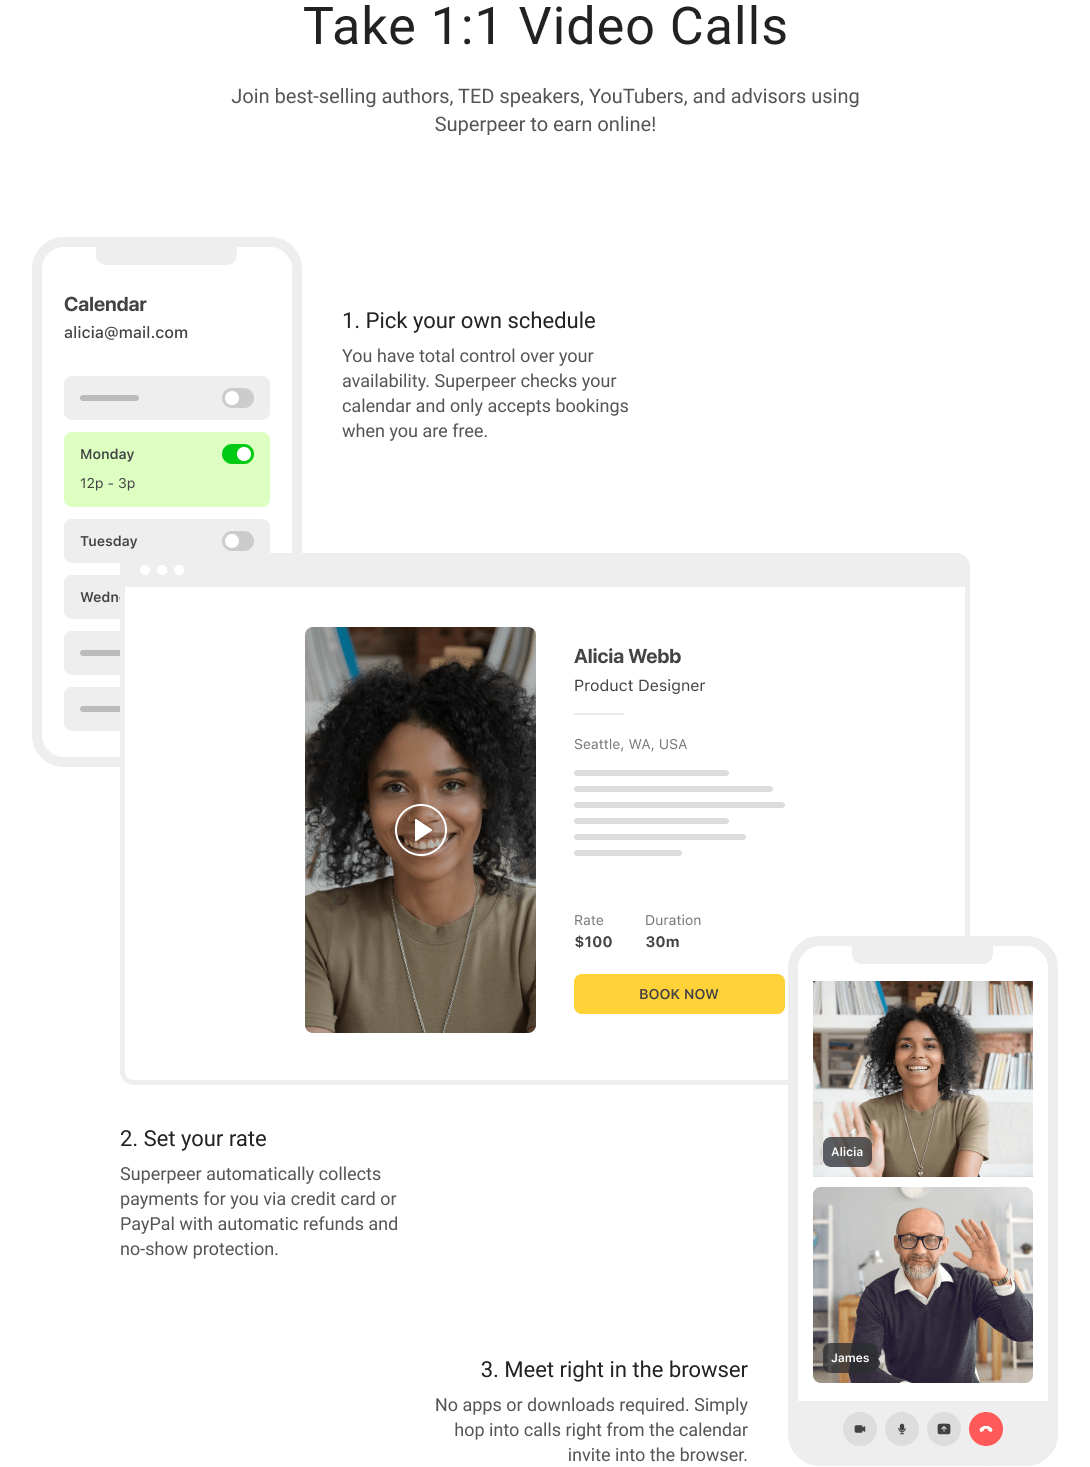 Take 1:1 Video Calls
Join best-selling authors, TED speakers, YouTubers, and advisors using
Superpeer to earn online!
Calendar
alicia@mail.com
Monday
12p - 3p
Tuesday
1. Pick your own schedule
You have total control over your
availability. Superpeer checks your
calendar and only accepts bookings
when you are free.
Alicia Webb
Product Designer
Seattle, WA, USA
Rate
Duration
$100
30m
BOOK NOW
Alicia
James
2. Set your rate
Superpeer automatically collects
payments for you via credit card or
PayPal with automatic refunds and
no-show protection.
3. Meet right in the browser
No apps or downloads required. Simply
hop into calls right from the calendar
invite into the browser.